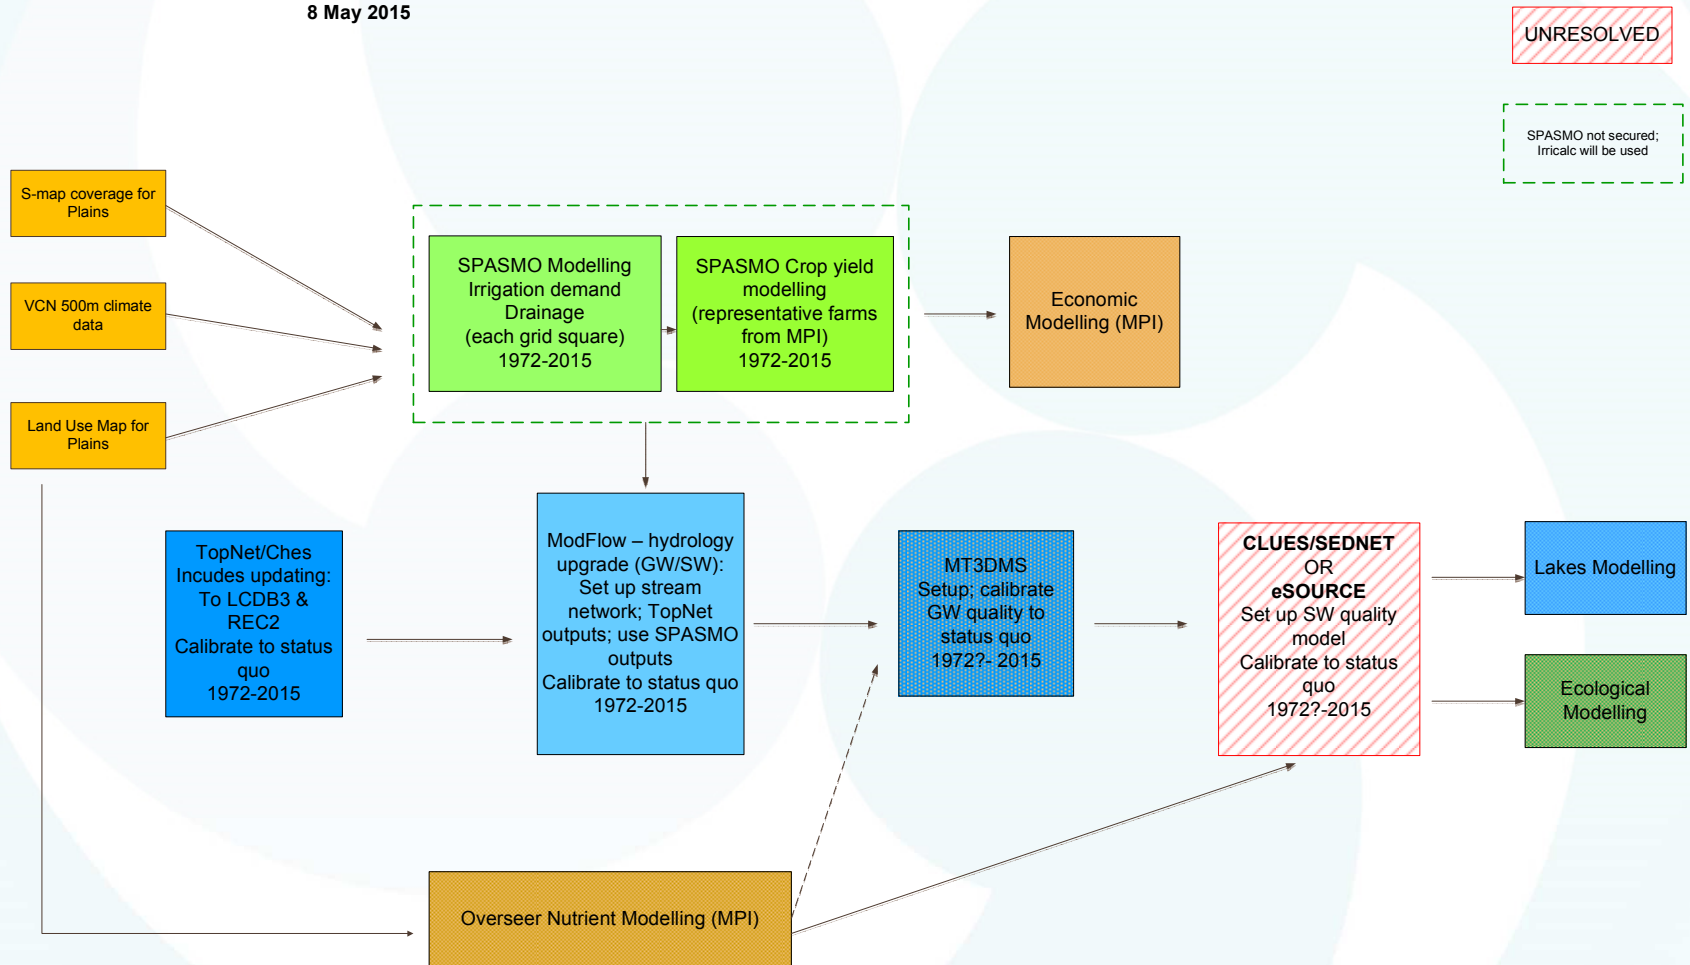 8 May 2015
UNRESOLVED
SPASMO not secured;
Irricalc will be used
S-map coverage for
Plains
VCN 500m climate
data
Land Use Map for
Plains
SPASMO Modelling
Irrigation demand
Drainage
(each grid square)
1972-2015
SPASMO Crop yield
modelling
(representative farms
from MPI)
1972-2015
Economic
Modelling (MPI)
TopNet/Ches
Incudes updating:
To LCDB3 &
REC2
Calibrate to status
quo
1972-2015
ModFlow – hydrology
upgrade (GW/SW):
Set up stream
network; TopNet
outputs; use SPASMO
outputs
Calibrate to status quo
1972-2015
MT3DMS
Setup; calibrate
GW quality to
status quo
1972?- 2015
CLUES/SEDNET
OR
eSOURCE
Set up SW quality
model
Calibrate to status
quo
1972?-2015
Lakes Modelling
Ecological
Modelling
Overseer Nutrient Modelling (MPI)